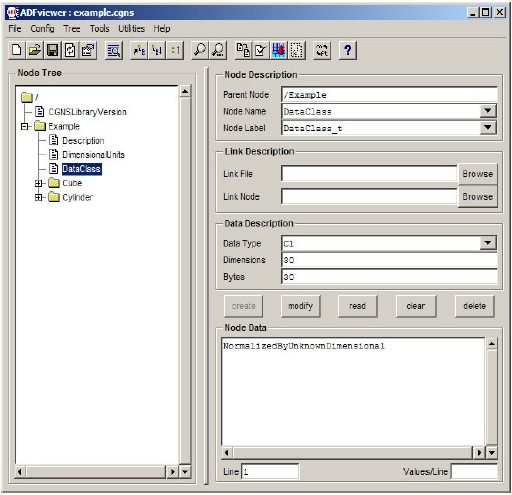 ADFviewer : example.cgns
File Config Tree Tools Utilities Help
Node Tree
/
CGNSLibraryVersion
Example
Description
DimensionalUnits
DataClass
Cube
Cylinder
Node Description
Parent Node /Example
Node Name DataClass
Node Label DataClass_t
Link Description
Link File Browse
Link Node Browse
Data Description
Data Type C1
Dimensions 30
Bytes 30
create modify read clear delete
Node Data
NormalizedByUnknownDimensional
Line 1 Values/Line